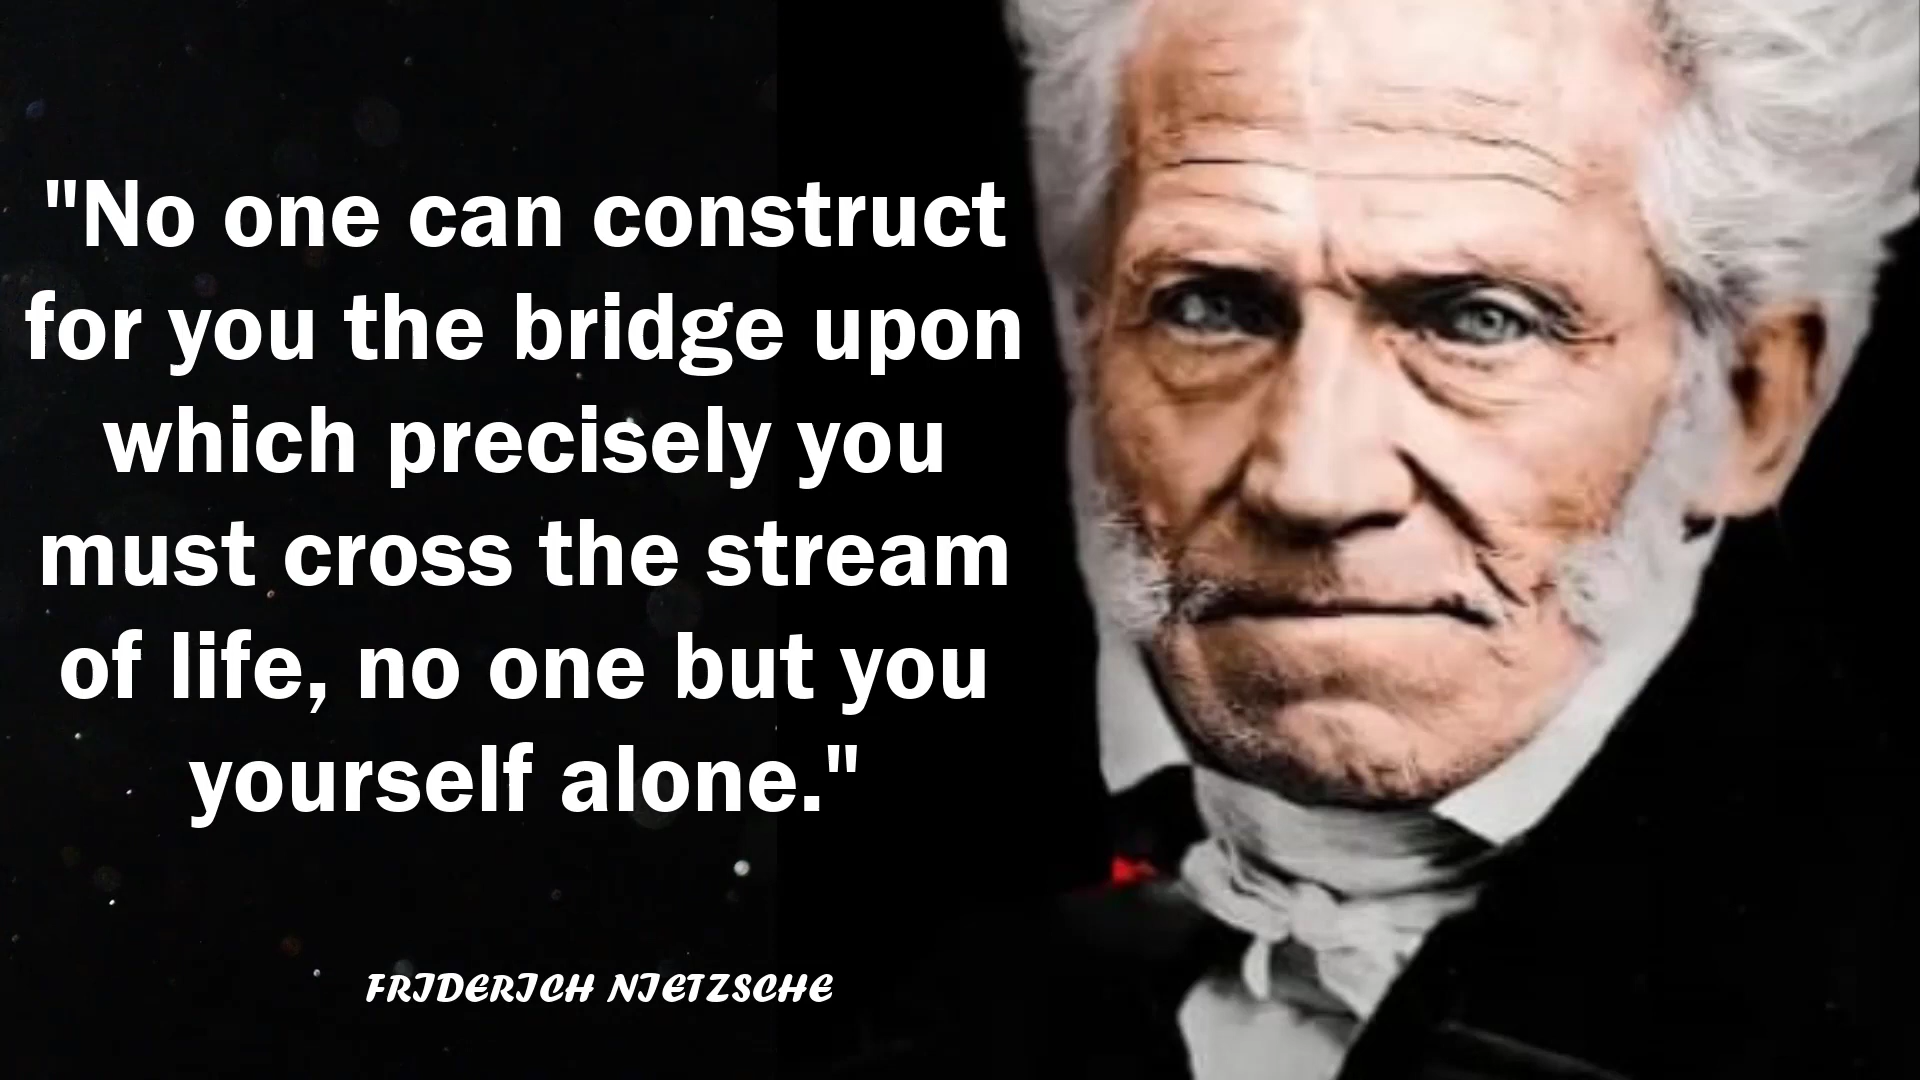 "No one can construct
for you the bridge upon
which precisely you
must cross the stream
of life, no one but you
yourself alone."
FRIDERICH NIETZSCHE